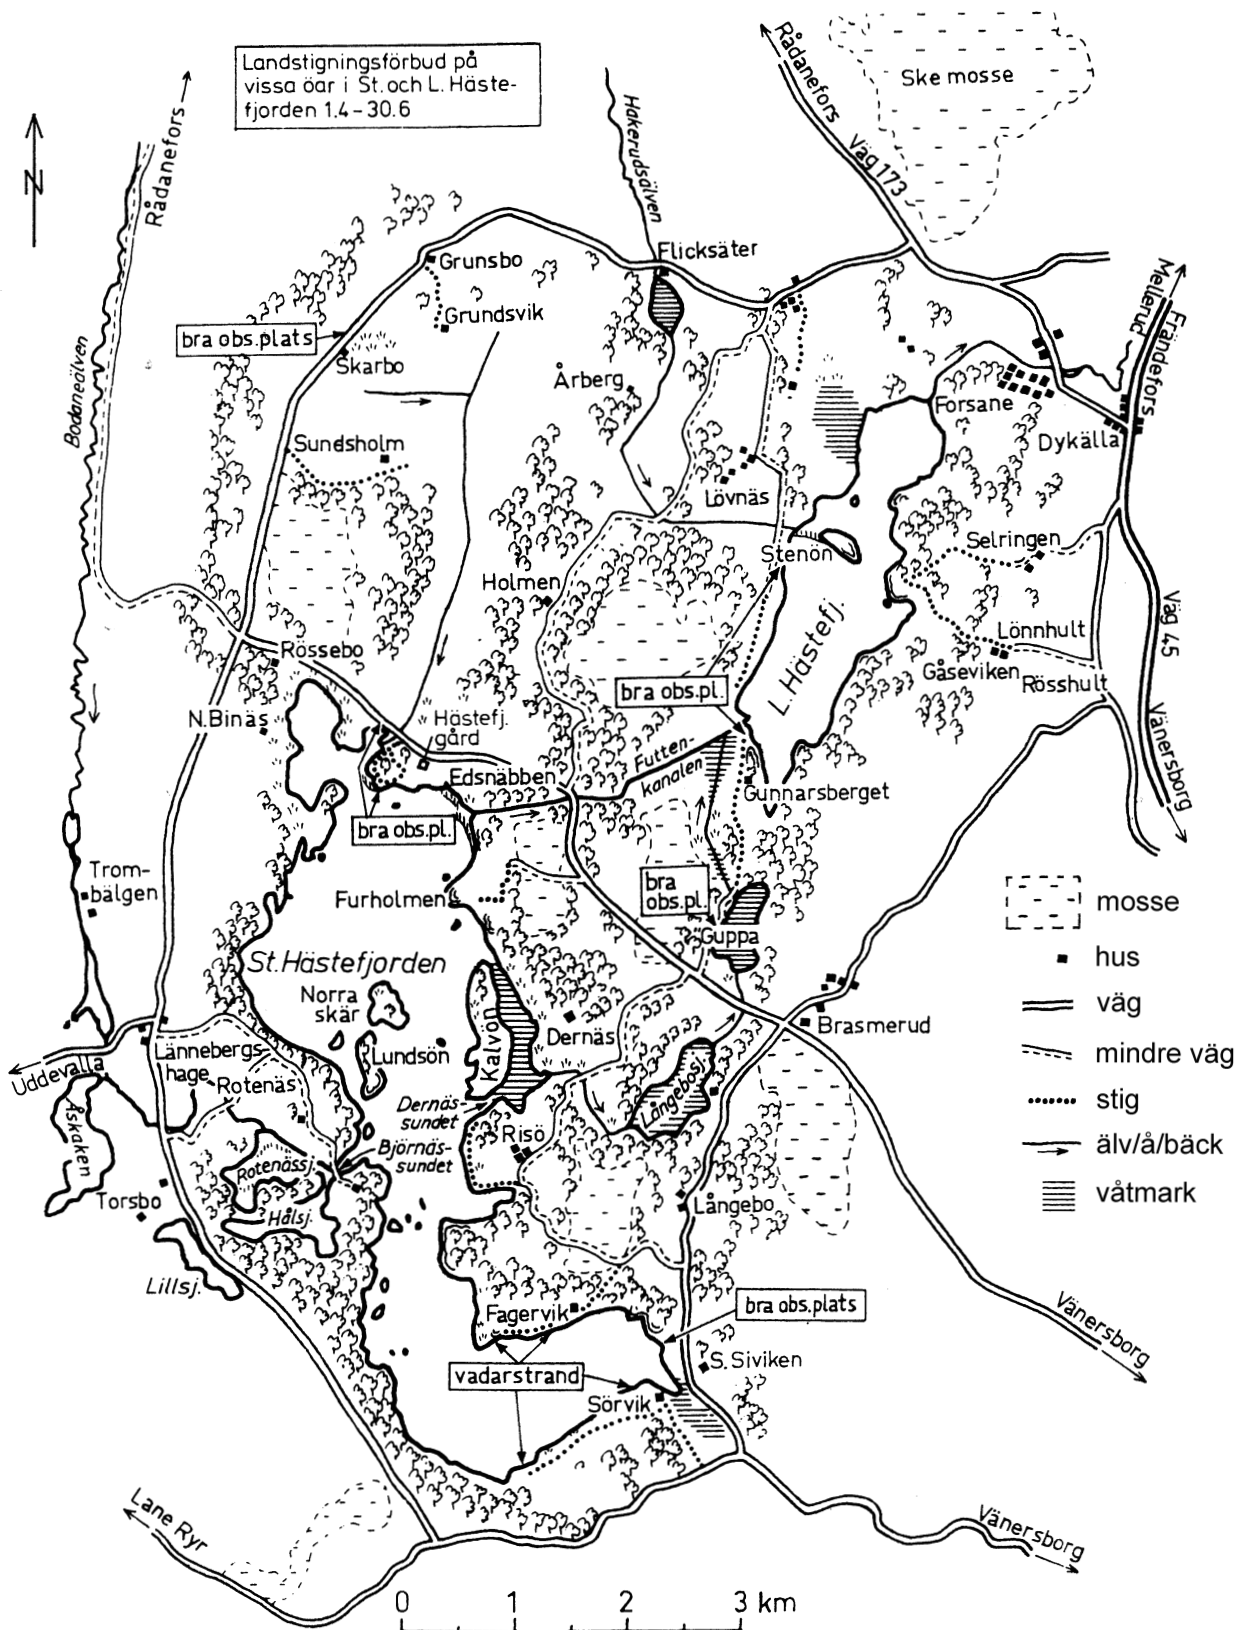 Landstigningsförbud på
vissa öar i St. och L. Häste-
fjorden 1.4 - 30.6
N
Rådanefors
Hakerudsälven
Rådanefors
Väg 173
Ske mosse
Flicksäter
Grunsbo
Grundsvik
bra obs.plats
Skarbo
Årberg
Mellerud
Frändefors
Bodaneälven
Forsane
Dykälla
Sundsholm
Lövnäs
Selringen
Stenön
Holmen
Väg 45
Lönnhult
Rössebo
L. Hästefj.
Gåseviken
Rösshult
bra obs.pl.
N. Binäs
Hästefj.
gård
Vänersborg
Edsnäbben
Futten-
kanalen
Gunnarsberget
bra obs.pl.
Trom-
bälgen
bra
obs.pl.
Furholmen
mosse
Guppa
hus
St. Hästefjorden
Norra
skär
Kalvön
väg
Brasmerud
Dernäs
Lännebergs-
hage
Lundsön
mindre väg
Uddevalla
Rotenäs
Långebos.
Dernäs-
sundet
stig
Åskaken
Risö
Björnäs-
sundet
älv/å/bäck
Rotenässj.
Torsbo
Långebo
våtmark
Hålsj.
Lillsj.
bra obs.plats
Fagervik
Vänersborg
S. Siviken
vadarstrand
Sörvik
Lane Ryr
Vänersborg
0 1 2 3 km